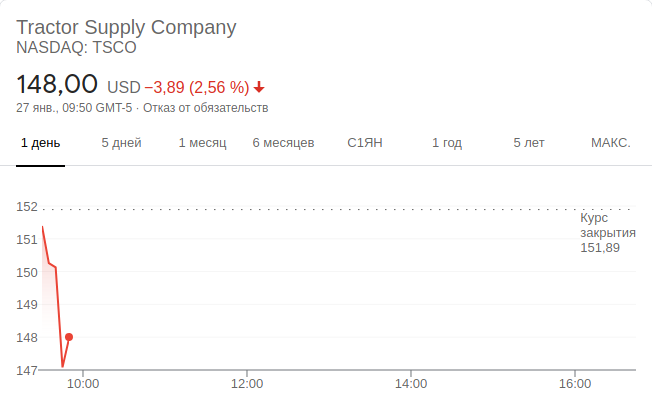 Tractor Supply Company
NASDAQ: TSCO
148,00 USD −3,89 (2,56 %)
27 янв., 09:50 GMT-5 · Отказ от обязательств
1 день 5 дней 1 месяц 6 месяцев С1ЯН 1 год 5 лет МАКС.
152
Курс
закрытия
151,89
151
150
149
148
147
10:00 12:00 14:00 16:00